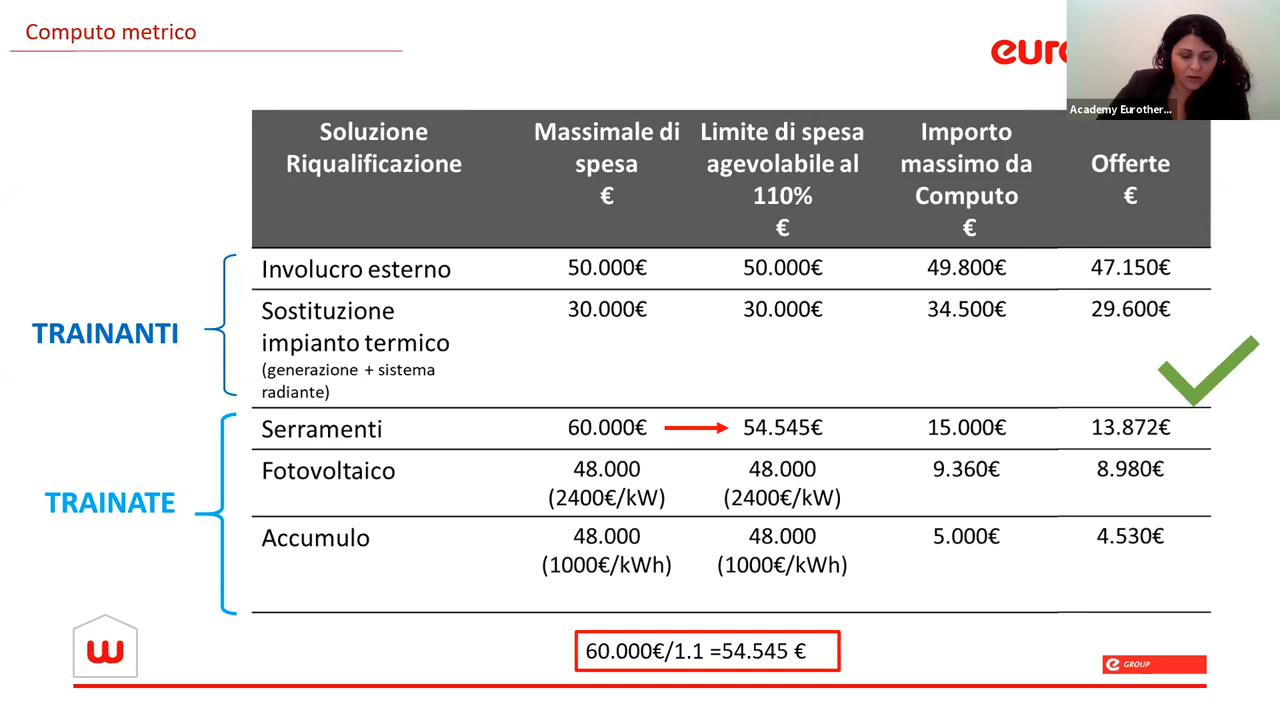 Computo metrico
Academy Eurother...
Soluzione Riqualificazione
Massimale di spesa €
Limite di spesa agevolabile al 110% €
Importo massimo da Computo €
Offerte €
TRAINANTI
Involucro esterno 50.000€ 50.000€ 49.800€ 47.150€
Sostituzione 30.000€ 30.000€ 34.500€ 29.600€
impianto termico
(generazione + sistema
radiante)
TRAINATE
Serramenti 60.000€ 54.545€ 15.000€ 13.872€
Fotovoltaico 48.000 48.000 9.360€ 8.980€
(2400€/kW) (2400€/kW)
Accumulo 48.000 48.000 5.000€ 4.530€
(1000€/kWh) (1000€/kWh)
60.000€/1.1 =54.545 €
e GROUP